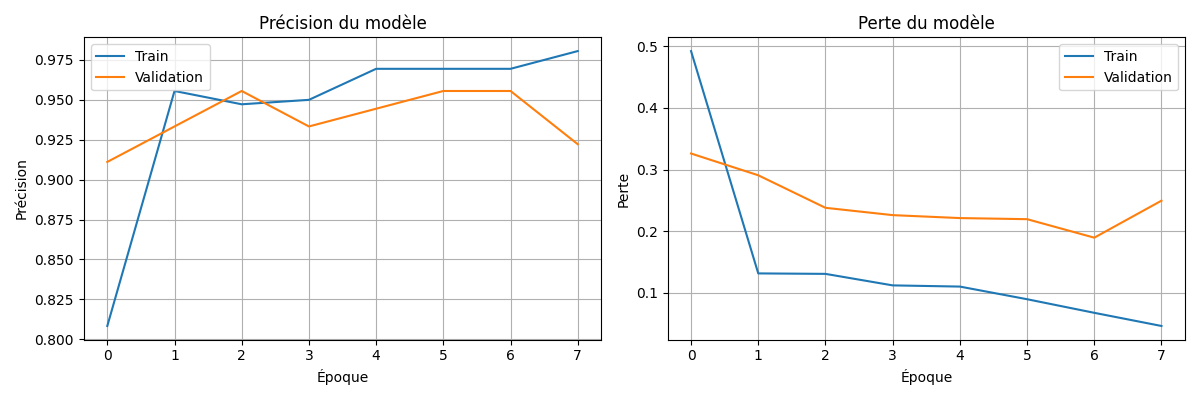 Précision du modèle
Train
Validation
0.975
0.950
0.925
0.900
0.875
0.850
0.825
0.800
Précision
0 1 2 3 4 5 6 7
Époque
Perte du modèle
Train
Validation
0.5
0.4
0.3
0.2
0.1
Perte
0 1 2 3 4 5 6 7
Époque